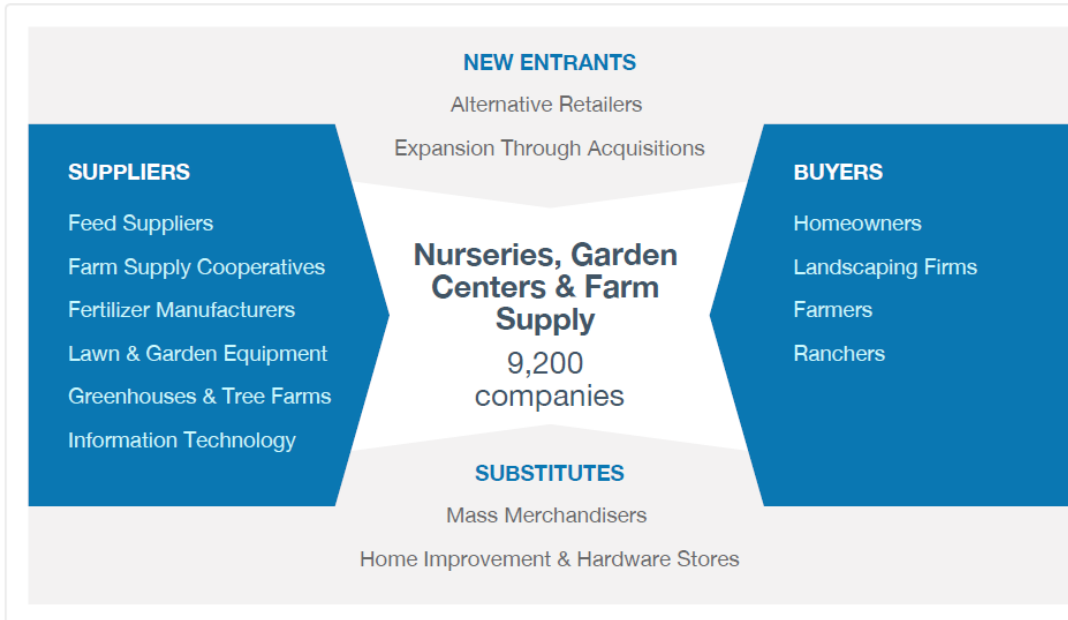 NEW ENTRANTS
Alternative Retailers
Expansion Through Acquisitions
SUPPLIERS
Feed Suppliers
Farm Supply Cooperatives
Fertilizer Manufacturers
Lawn & Garden Equipment
Greenhouses & Tree Farms
Information Technology
Nurseries, Garden
Centers & Farm
Supply
9,200
companies
BUYERS
Homeowners
Landscaping Firms
Farmers
Ranchers
SUBSTITUTES
Mass Merchandisers
Home Improvement & Hardware Stores